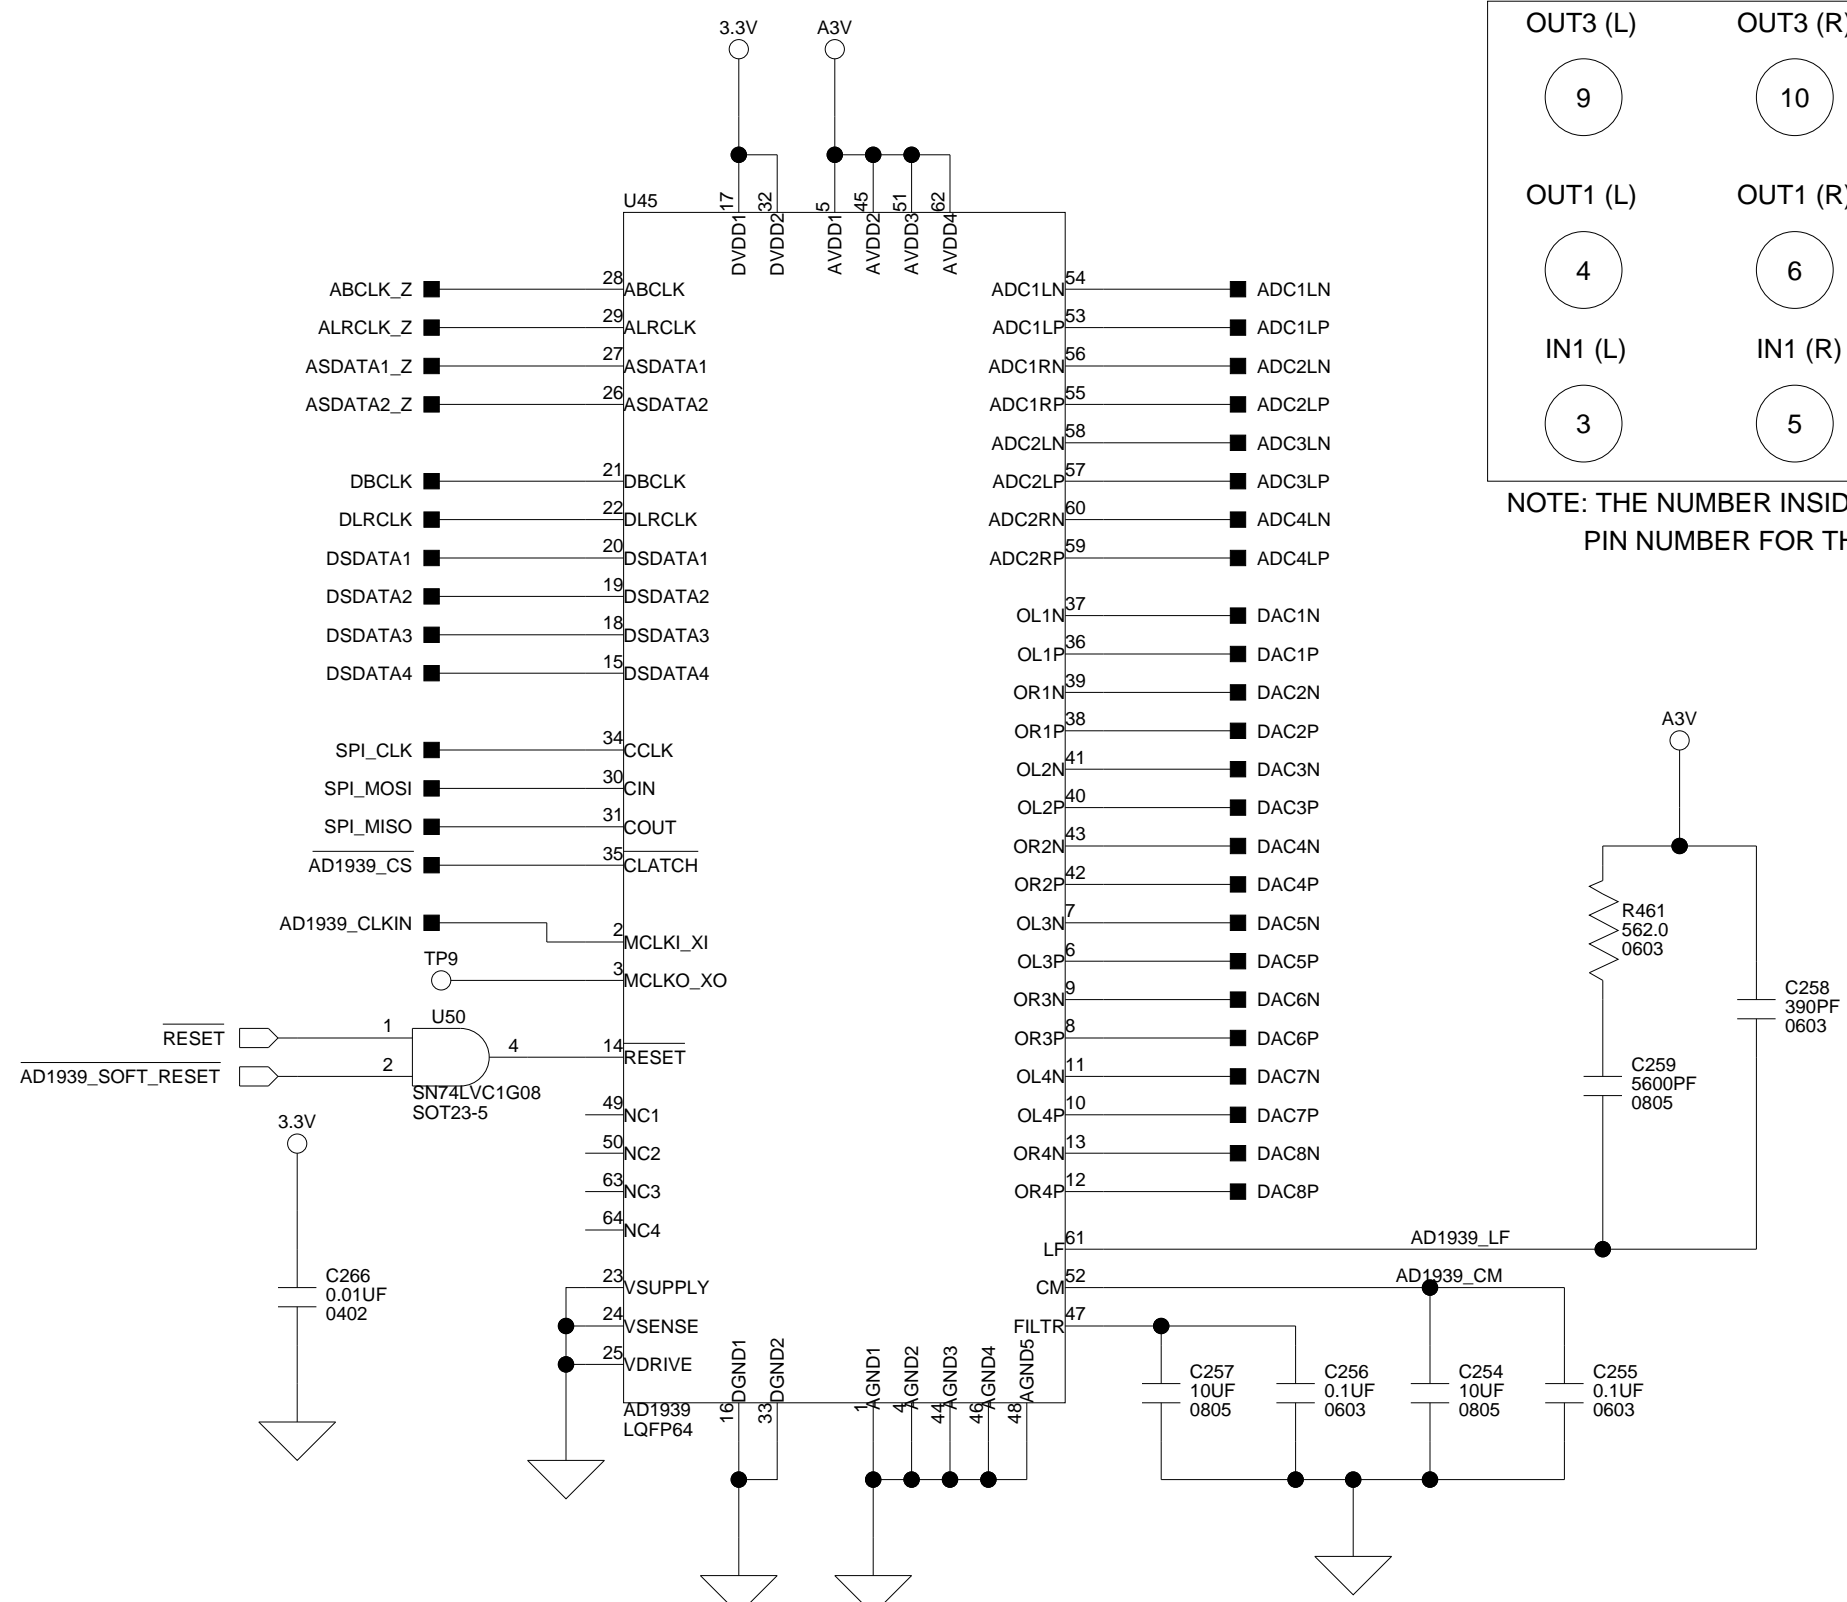 3.3V
A3V
U45
17
32
5
45
51
62
DVDD1
DVDD2
AVDD1
AVDD2
AVDD3
AVDD4
ABCLK_Z 28 ABCLK
ALRCLK_Z 29 ALRCLK
ASDATA1_Z 27 ASDATA1
ASDATA2_Z 26 ASDATA2
DBCLK 21 DBCLK
DLRCLK 22 DLRCLK
DSDATA1 20 DSDATA1
DSDATA2 19 DSDATA2
DSDATA3 18 DSDATA3
DSDATA4 15 DSDATA4
SPI_CLK 34 CCLK
SPI_MOSI 30 CIN
SPI_MISO 31 COUT
AD1939_CS 35 CLATCH
AD1939_CLKIN 2 MCLKI_XI
TP9 3 MCLKO_XO
RESET 1
AD1939_SOFT_RESET 2
U50
4
14 RESET
SN74LVC1G08
SOT23-5
49 NC1
50 NC2
63 NC3
64 NC4
3.3V
C266
0.01UF
0402
23 VSUPPLY
24 VSENSE
25 VDRIVE
AD1939
LQFP64
DGND1
DGND2
AGND1
AGND2
AGND3
AGND4
AGND5
16
33
1
4
44
46
48
ADC1LN 54 ADC1LN
ADC1LP 53 ADC1LP
ADC1RN 56 ADC2LN
ADC1RP 55 ADC2LP
ADC2LN 58 ADC3LN
ADC2LP 57 ADC3LP
ADC2RN 60 ADC4LN
ADC2RP 59 ADC4LP
OL1N 37 DAC1N
OL1P 36 DAC1P
OR1N 39 DAC2N
OR1P 38 DAC2P
OL2N 41 DAC3N
OL2P 40 DAC3P
OR2N 43 DAC4N
OR2P 42 DAC4P
OL3N 7 DAC5N
OL3P 6 DAC5P
OR3N 9 DAC6N
OR3P 8 DAC6P
OL4N 11 DAC7N
OL4P 10 DAC7P
OR4N 13 DAC8N
OR4P 12 DAC8P
LF 61 AD1939_LF
CM 52 AD1939_CM
FILTR 47
C257
10UF
0805
C256
0.1UF
0603
C254
10UF
0805
C255
0.1UF
0603
A3V
R461
562.0
0603
C259
5600PF
0805
C258
390PF
0603
OUT3 (L) OUT3 (R)
9 10
OUT1 (L) OUT1 (R)
4 6
IN1 (L) IN1 (R)
3 5
NOTE: THE NUMBER INSID
PIN NUMBER FOR TH